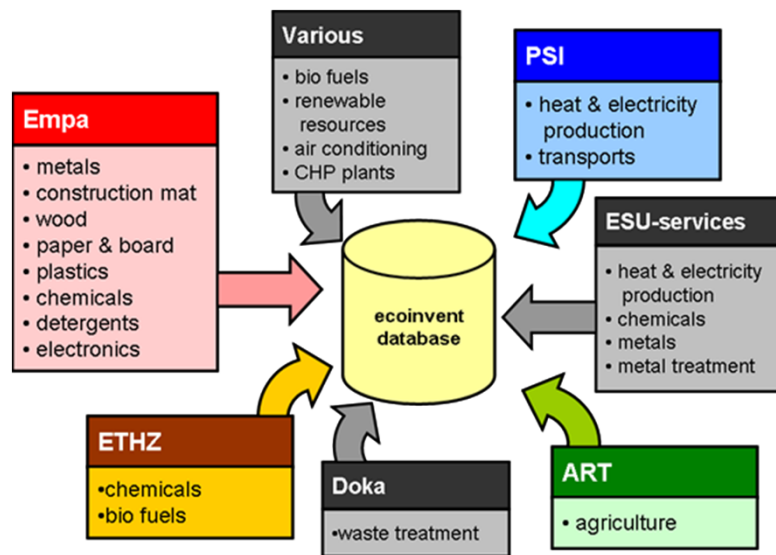 Various
• bio fuels
• renewable
resources
• air conditioning
• CHP plants
PSI
• heat & electricity
production
• transports
Empa
• metals
• construction mat
• wood
• paper & board
• plastics
• chemicals
• detergents
• electronics
ESU-services
• heat & electricity
production
• chemicals
• metals
• metal treatment
ecoinvent
database
ETHZ
•chemicals
•bio fuels
Doka
•waste treatment
ART
• agriculture